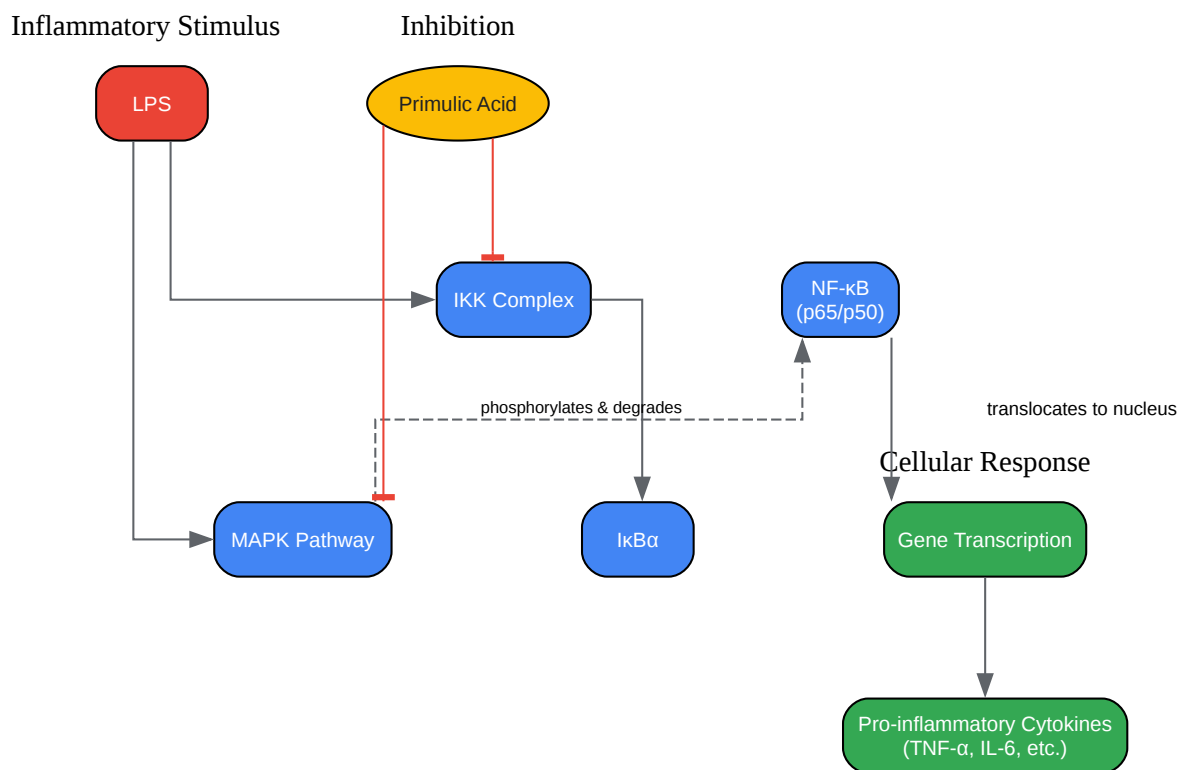 Inflammatory Stimulus
Inhibition
LPS
Primulic Acid
IKK Complex
NF-κB
(p65/p50)
phosphorylates & degrades
translocates to nucleus
Cellular Response
MAPK Pathway
IκBα
Gene Transcription
Pro-inflammatory Cytokines
(TNF-α, IL-6, etc.)